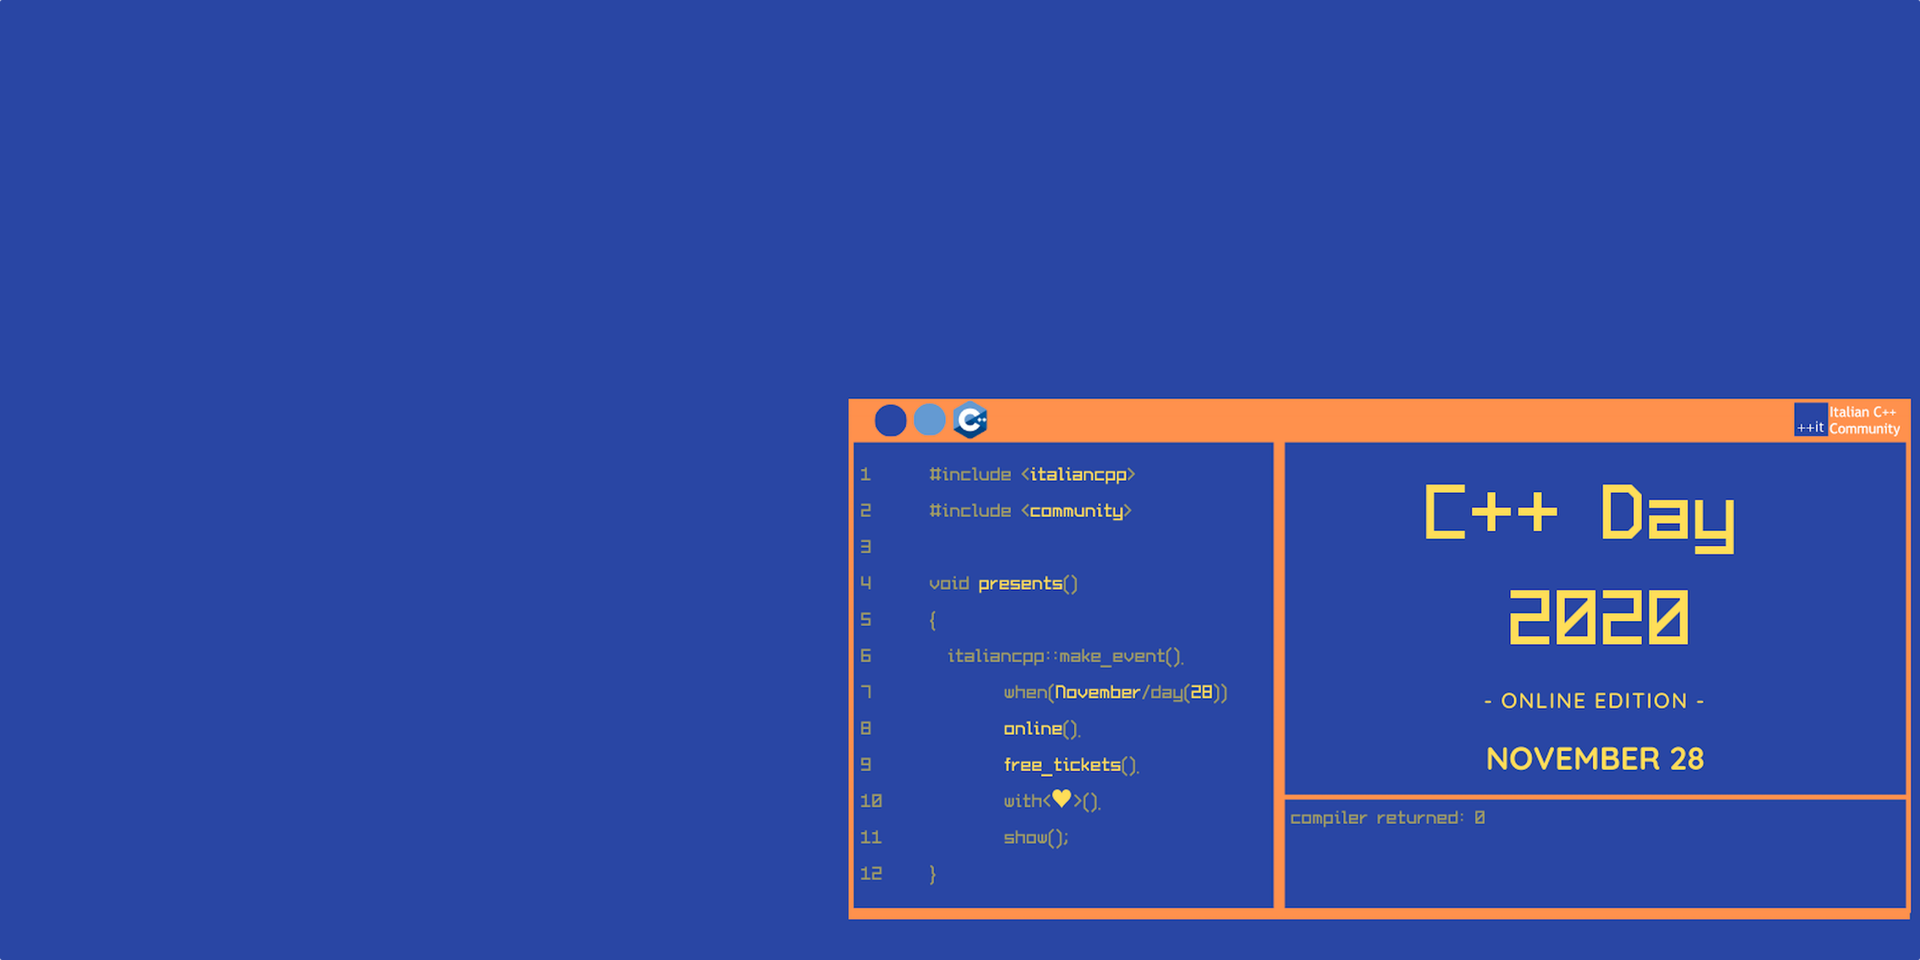 ++it
Italian C++
Community
1 #include <italiancpp>
2 #include <community>
3
4 void presents()
5 {
6 italiancpp::make_event().
7 when(November/day(28))
8 online().
9 free_tickets().
10 with<♥>().
11 show();
12 }
C++ Day
2020
- ONLINE EDITION -
NOVEMBER 28
compiler returned: 0